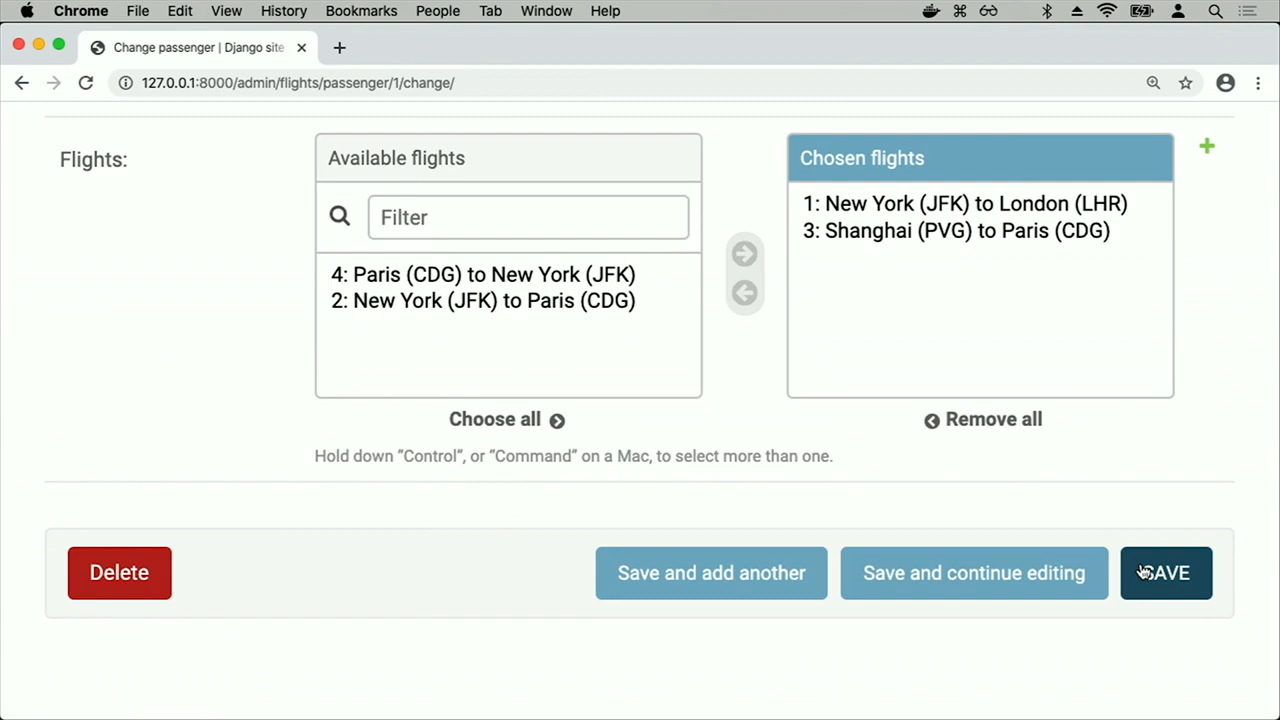 Chrome File Edit View History Bookmarks People Tab Window Help
Change passenger | Django site
127.0.0.1:8000/admin/flights/passenger/1/change/
Flights:
Available flights
Filter
4: Paris (CDG) to New York (JFK)
2: New York (JFK) to Paris (CDG)
Choose all
Chosen flights
1: New York (JFK) to London (LHR)
3: Shanghai (PVG) to Paris (CDG)
Remove all
Hold down “Control”, or “Command” on a Mac, to select more than one.
Delete
Save and add another
Save and continue editing
SAVE